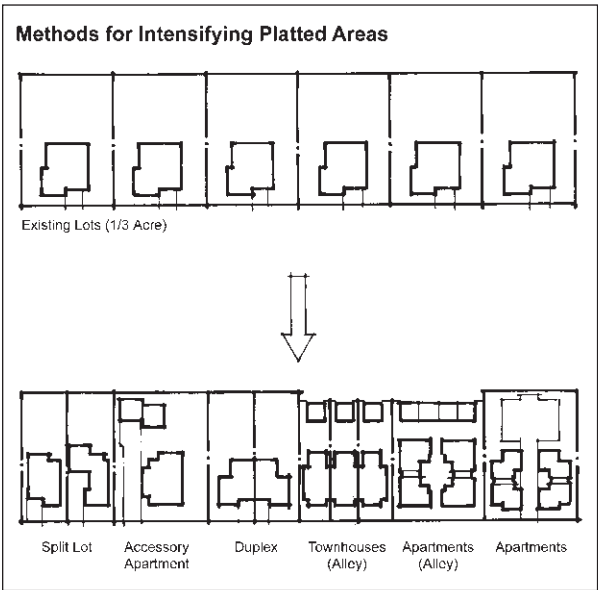 Methods for Intensifying Platted Areas
Existing Lots (1/3 Acre)
Split Lot
Accessory
Apartment
Duplex
Townhouses
(Alley)
Apartments
(Alley)
Apartments